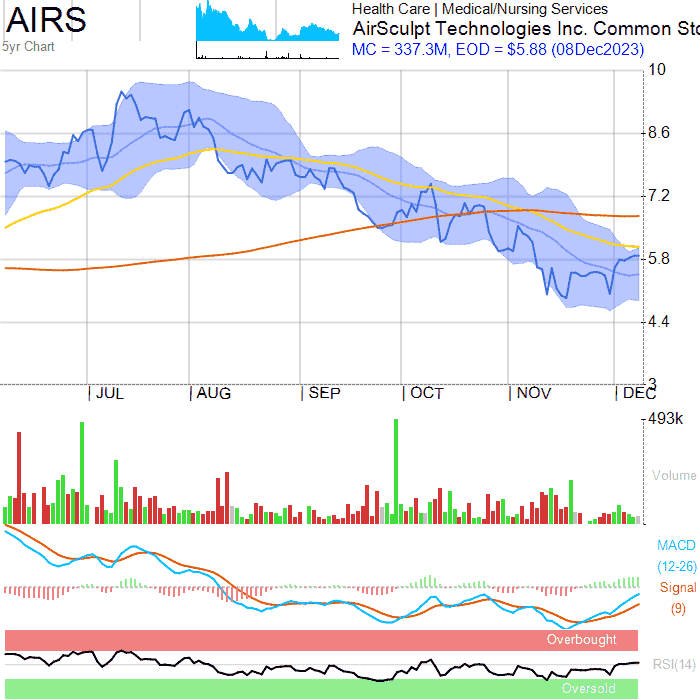 AIRS
5yr Chart
Health Care | Medical/Nursing Services
AirSculpt Technologies Inc. Common Sto
MC = 337.3M, EOD = $5.88 (08Dec2023)
10
8.6
7.2
5.8
4.4
3
JUL AUG SEP OCT NOV DEC
493k
Volume
MACD
(12-26)
Signal
(9)
Overbought
RSI(14)
Oversold